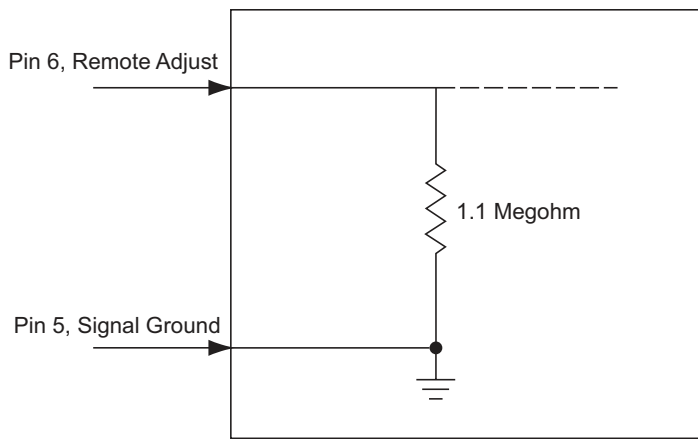 Pin 6, Remote Adjust
1.1 Megohm
Pin 5, Signal Ground